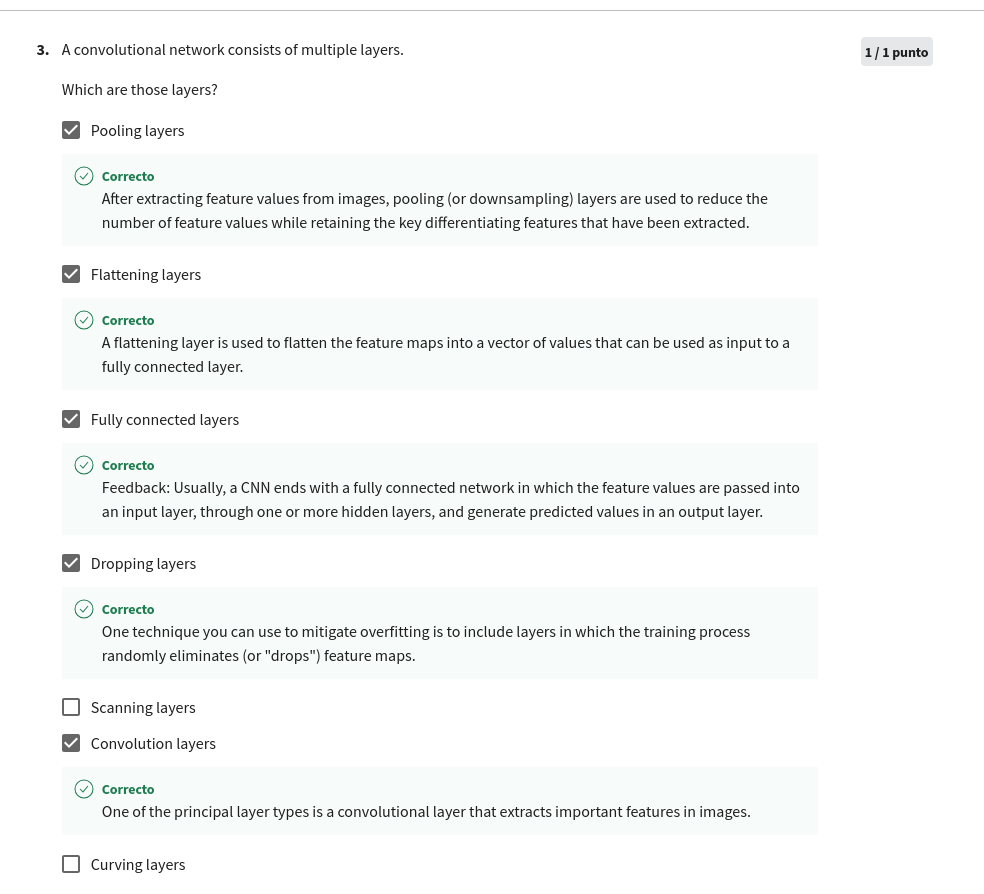 3. A convolutional network consists of multiple layers.
1 / 1 punto
Which are those layers?
Pooling layers
Correcto
After extracting feature values from images, pooling (or downsampling) layers are used to reduce the
number of feature values while retaining the key differentiating features that have been extracted.
Flattening layers
Correcto
A flattening layer is used to flatten the feature maps into a vector of values that can be used as input to a
fully connected layer.
Fully connected layers
Correcto
Feedback: Usually, a CNN ends with a fully connected network in which the feature values are passed into
an input layer, through one or more hidden layers, and generate predicted values in an output layer.
Dropping layers
Correcto
One technique you can use to mitigate overfitting is to include layers in which the training process
randomly eliminates (or "drops") feature maps.
Scanning layers
Convolution layers
Correcto
One of the principal layer types is a convolutional layer that extracts important features in images.
Curving layers